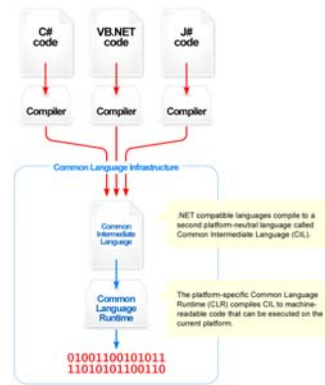 C#
code
VB.NET
code
J#
code
Compiler
Compiler
Compiler
Common Language Infrastructure
Common
Intermediate
Language
.NET compatible languages compile to a
second platform-neutral language called
Common Intermediate Language (CIL).
Common
Language
Runtime
The platform-specific Common Language
Runtime (CLR) compiles CIL to machine-
readable code that can be executed on the
current platform.
01001100101011
11010101100110